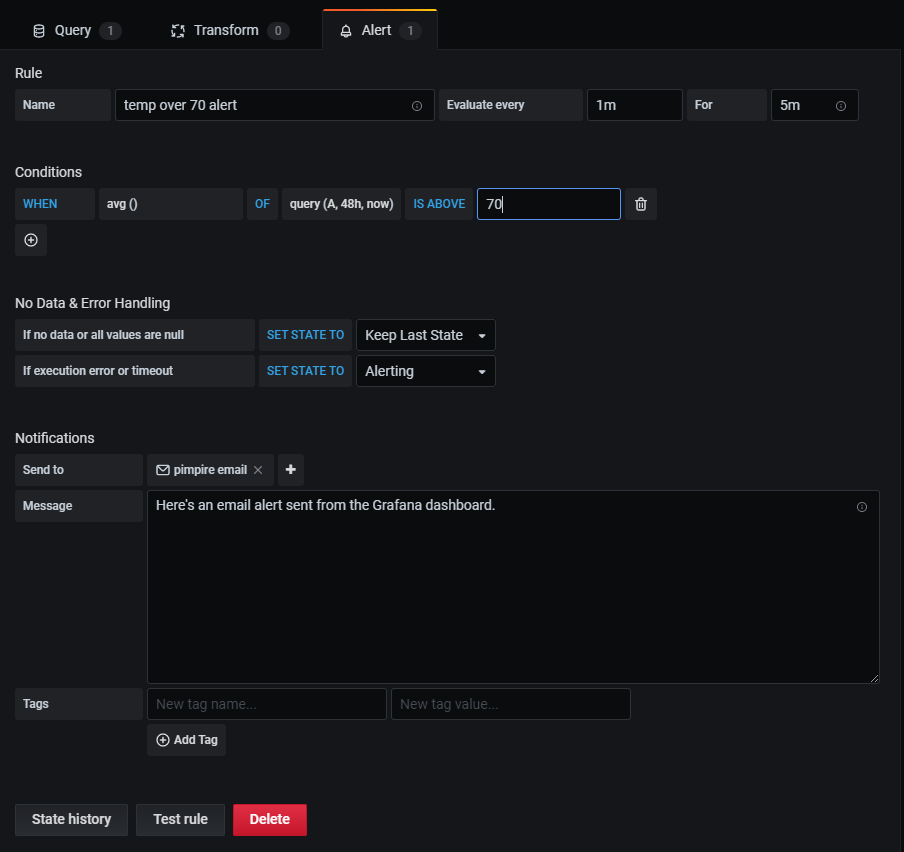 Query 1 Transform 0 Alert 1
Rule
Name temp over 70 alert Evaluate every 1m For 5m
Conditions
WHEN avg () OF query (A, 48h, now) IS ABOVE 70
No Data & Error Handling
If no data or all values are null SET STATE TO Keep Last State
If execution error or timeout SET STATE TO Alerting
Notifications
Send to pimpire email
Message Here's an email alert sent from the Grafana dashboard.
Tags New tag name... New tag value...
Add Tag
State history Test rule Delete